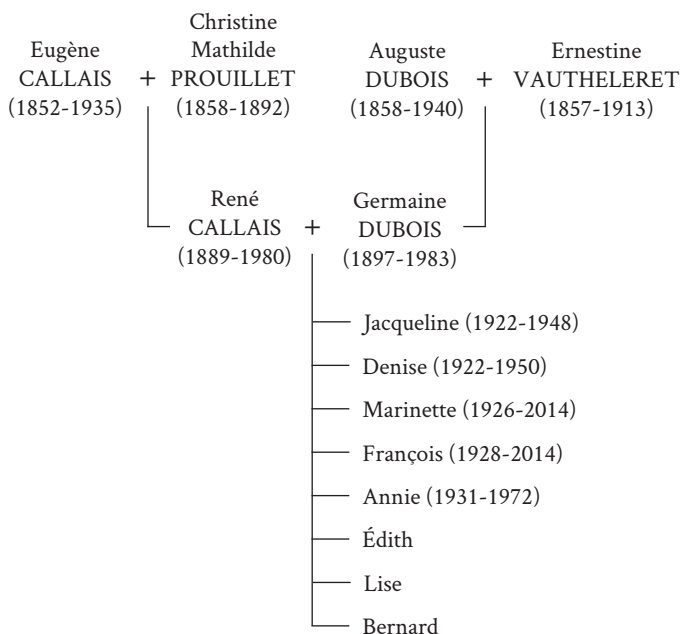 Eugène
CALLAIS
(1852-1935)
+
Christine
Mathilde
PROUILLET
(1858-1892)
Auguste
DUBOIS
(1858-1940)
+
Ernestine
VAUTHELERET
(1857-1913)
René
CALLAIS
(1889-1980)
+
Germaine
DUBOIS
(1897-1983)
Jacqueline (1922-1948)
Denise (1922-1950)
Marinette (1926-2014)
François (1928-2014)
Annie (1931-1972)
Édith
Lise
Bernard